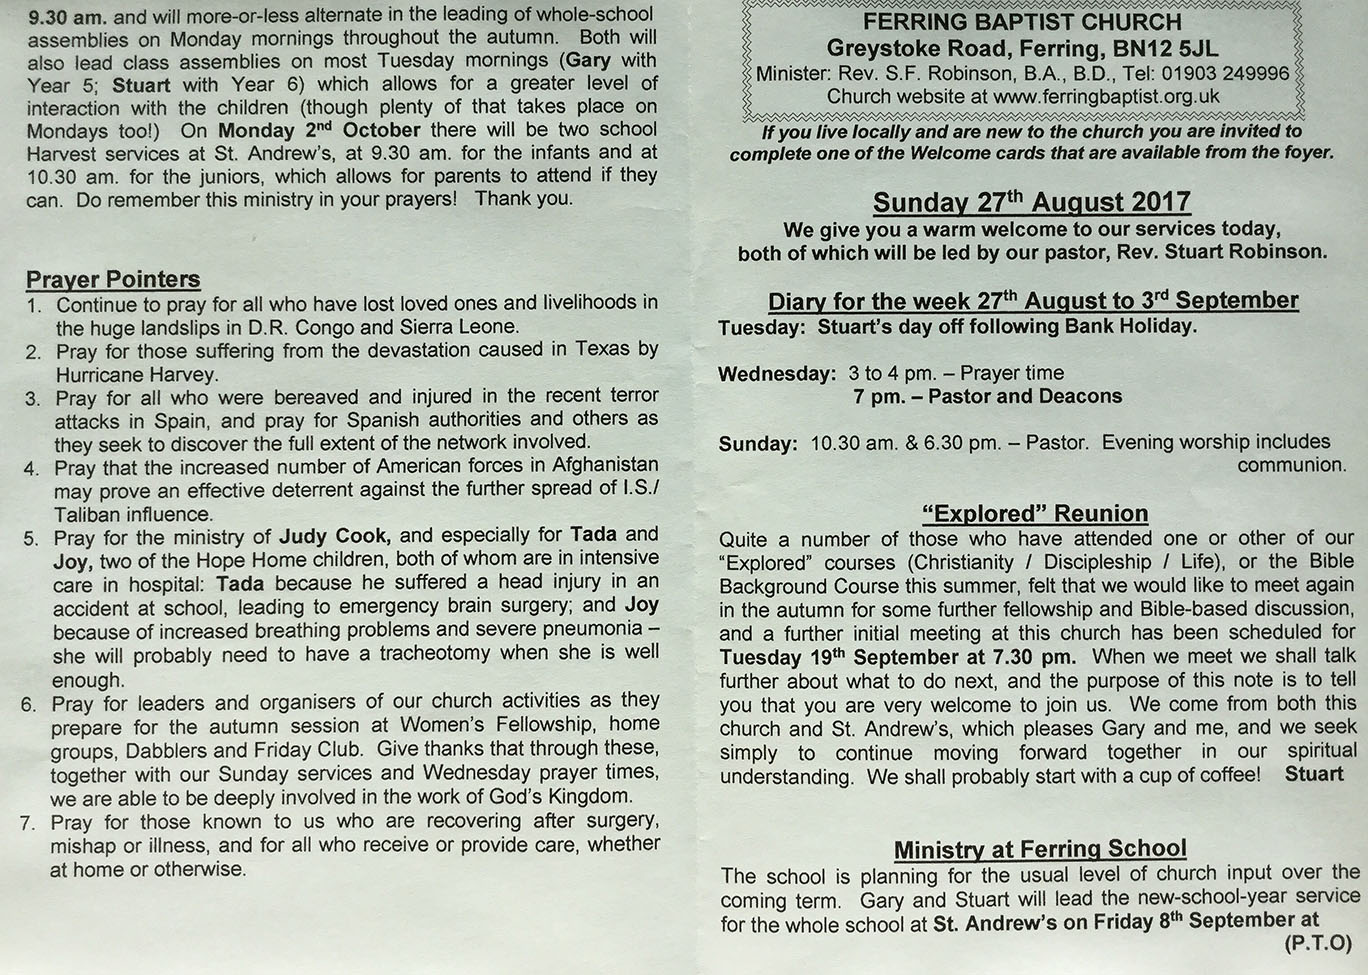 9.30 am. and will more-or-less alternate in the leading of whole-school
assemblies on Monday mornings throughout the autumn. Both will
also lead class assemblies on most Tuesday mornings (Gary with
Year 5; Stuart with Year 6) which allows for a greater level of
interaction with the children (though plenty of that takes place on
Mondays too!) On Monday 2nd October there will be two school
Harvest services at St. Andrew's, at 9.30 am. for the infants and at
10.30 am. for the juniors, which allows for parents to attend if they
can. Do remember this ministry in your prayers! Thank you.
Prayer Pointers
1. Continue to pray for all who have lost loved ones and livelihoods in
the huge landslips in D.R. Congo and Sierra Leone.
2. Pray for those suffering from the devastation caused in Texas by
Hurricane Harvey.
3. Pray for all who were bereaved and injured in the recent terror
attacks in Spain, and pray for Spanish authorities and others as
they seek to discover the full extent of the network involved.
4. Pray that the increased number of American forces in Afghanistan
may prove an effective deterrent against the further spread of I.S./
Taliban influence.
5. Pray for the ministry of Judy Cook, and especially for Tada and
Joy, two of the Hope Home children, both of whom are in intensive
care in hospital: Tada because he suffered a head injury in an
accident at school, leading to emergency brain surgery; and Joy
because of increased breathing problems and severe pneumonia –
she will probably need to have a tracheotomy when she is well
enough.
6. Pray for leaders and organisers of our church activities as they
prepare for the autumn session at Women's Fellowship, home
groups, Dabblers and Friday Club. Give thanks that through these,
together with our Sunday services and Wednesday prayer times,
we are able to be deeply involved in the work of God's Kingdom.
7. Pray for those known to us who are recovering after surgery,
mishap or illness, and for all who receive or provide care, whether
at home or otherwise.
FERRING BAPTIST CHURCH
Greystoke Road, Ferring, BN12 5JL
Minister: Rev. S.F. Robinson, B.A., B.D., Tel: 01903 249996
Church website at www.ferringbaptist.org.uk
If you live locally and are new to the church you are invited to
complete one of the Welcome cards that are available from the foyer.
Sunday 27th August 2017
We give you a warm welcome to our services today,
both of which will be led by our pastor, Rev. Stuart Robinson.
Diary for the week 27th August to 3rd September
Tuesday: Stuart's day off following Bank Holiday.
Wednesday: 3 to 4 pm. – Prayer time
7 pm. – Pastor and Deacons
Sunday: 10.30 am. & 6.30 pm. – Pastor. Evening worship includes
communion.
“Explored” Reunion
Quite a number of those who have attended one or other of our
“Explored” courses (Christianity / Discipleship / Life), or the Bible
Background Course this summer, felt that we would like to meet again
in the autumn for some further fellowship and Bible-based discussion,
and a further initial meeting at this church has been scheduled for
Tuesday 19th September at 7.30 pm. When we meet we shall talk
further about what to do next, and the purpose of this note is to tell
you that you are very welcome to join us. We come from both this
church and St. Andrew's, which pleases Gary and me, and we seek
simply to continue moving forward together in our spiritual
understanding. We shall probably start with a cup of coffee! Stuart
Ministry at Ferring School
The school is planning for the usual level of church input over the
coming term. Gary and Stuart will lead the new-school-year service
for the whole school at St. Andrew's on Friday 8th September at
(P.T.O)